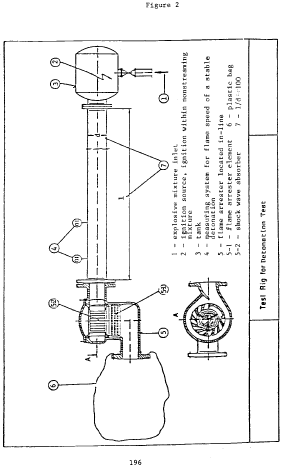 Figure 2
1 - explosive mixture inlet
2 - ignition source, ignition within nonstreaming
mixture
3 - tank
4 - measuring system for flame speed of a stable
detonation
5 - flame arrester located in-line
5-1 - flame arrester element 6 - plastic bag
5-2 - shock wave absorber 7 - 1/d=100
Test Rig for Detonation Test
3
2
1
d
7
1
4
A
5
6
A
196